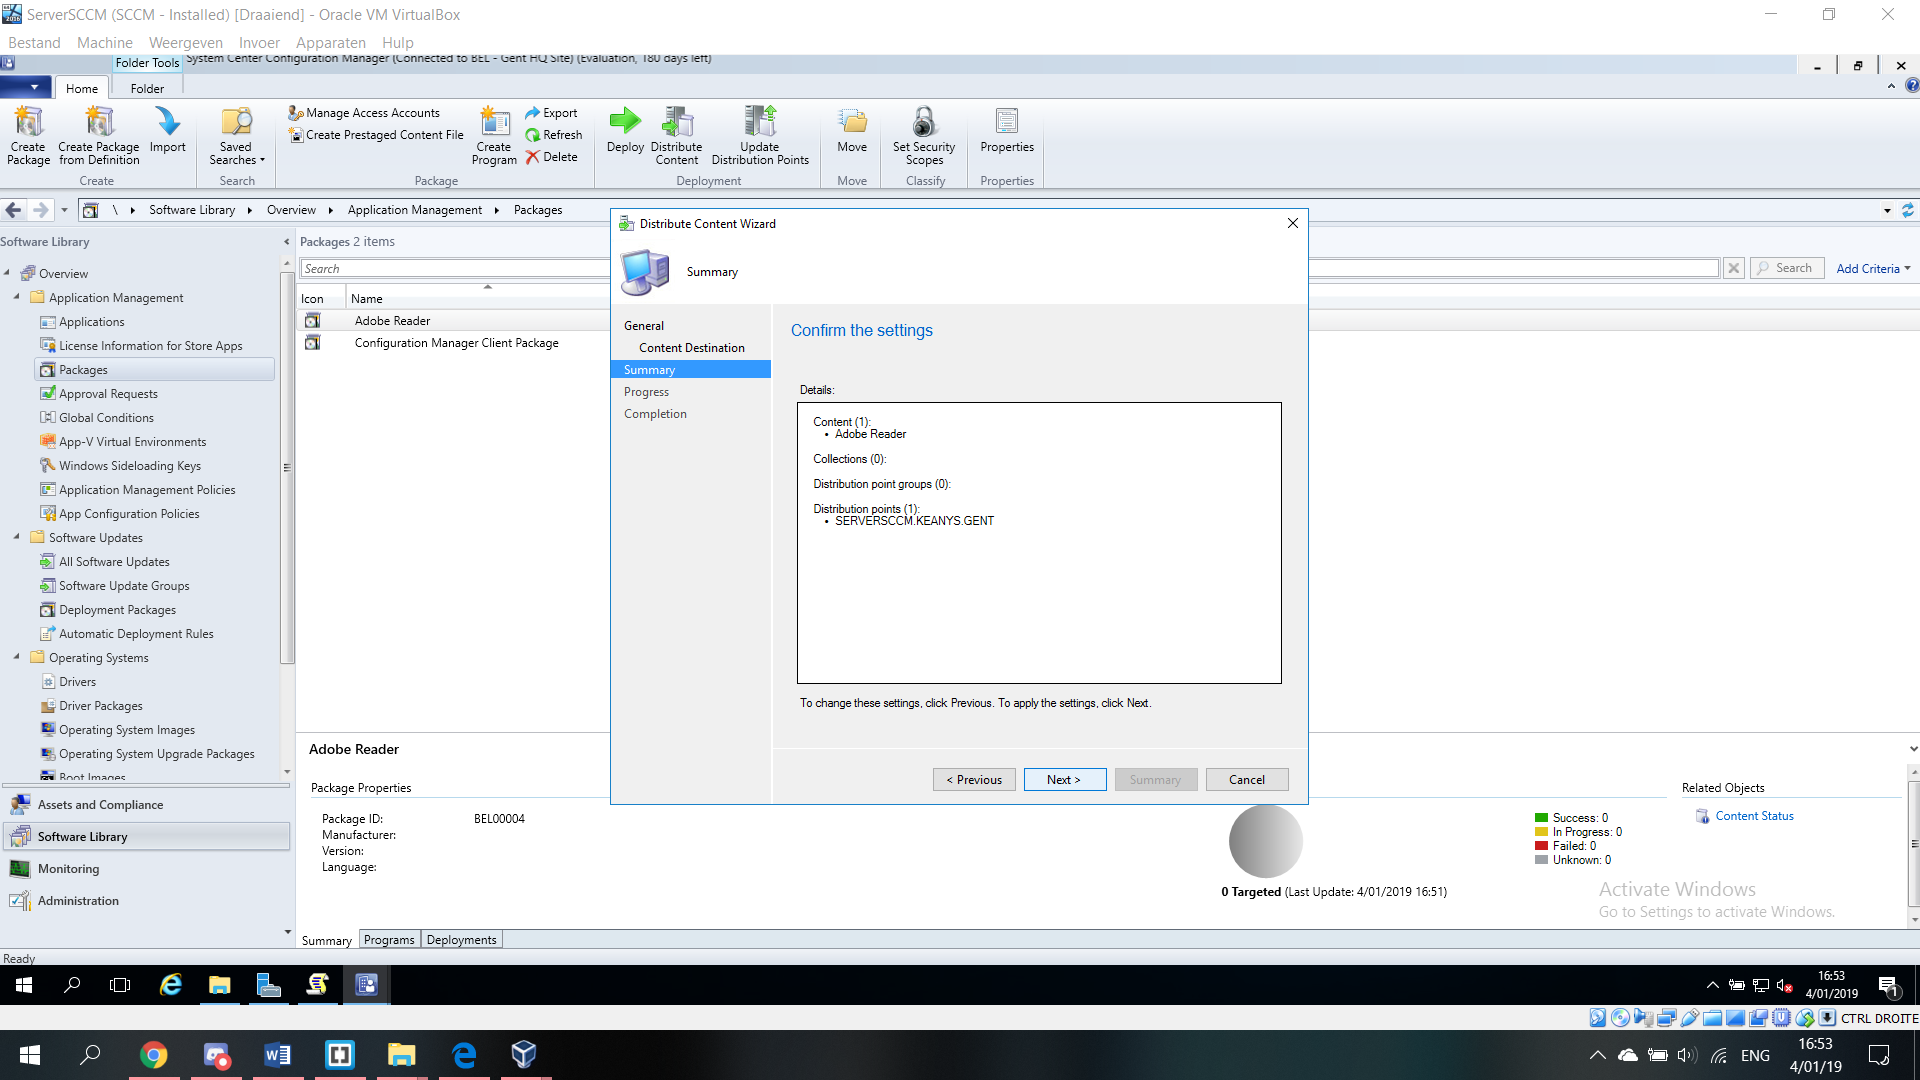 ServerSCCM (SCCM - Installed) [Draaiend] - Oracle VM VirtualBox
Bestand Machine Weergeven Invoer Apparaten Hulp
Folder Tools System Center Configuration Manager (Connected to BEL - Gent HQ Site) (Evaluation, 180 days left)
Home Folder
Create Package
Create Package from Definition
Import
Create
Saved Searches
Search
Manage Access Accounts
Create Prestaged Content File
Create Program
Export
Refresh
Delete
Package
Deploy
Distribute Content
Update Distribution Points
Deployment
Move
Move
Set Security Scopes
Classify
Properties
Properties
\ Software Library Overview Application Management Packages
Software Library
Overview
Application Management
Applications
License Information for Store Apps
Packages
Approval Requests
Global Conditions
App-V Virtual Environments
Windows Sideloading Keys
Application Management Policies
App Configuration Policies
Software Updates
All Software Updates
Software Update Groups
Deployment Packages
Automatic Deployment Rules
Operating Systems
Drivers
Driver Packages
Operating System Images
Operating System Upgrade Packages
Boot Images
Assets and Compliance
Software Library
Monitoring
Administration
Packages 2 items
Search
Search Add Criteria
Icon Name
Adobe Reader
Configuration Manager Client Package
Distribute Content Wizard
Summary
General
Content Destination
Summary
Progress
Completion
Confirm the settings
Details:
Content (1):
• Adobe Reader
Collections (0):
Distribution point groups (0):
Distribution points (1):
• SERVERSCCM.KEANYS.GENT
To change these settings, click Previous. To apply the settings, click Next.
< Previous Next > Summary Cancel
Adobe Reader
Package Properties
Package ID: BEL00004
Manufacturer:
Version:
Language:
Success: 0
In Progress: 0
Failed: 0
Unknown: 0
0 Targeted (Last Update: 4/01/2019 16:51)
Related Objects
Content Status
Activate Windows
Go to Settings to activate Windows.
Summary Programs Deployments
Ready
16:53
4/01/2019
1
CTRL DROITE
ENG
16:53
4/01/19